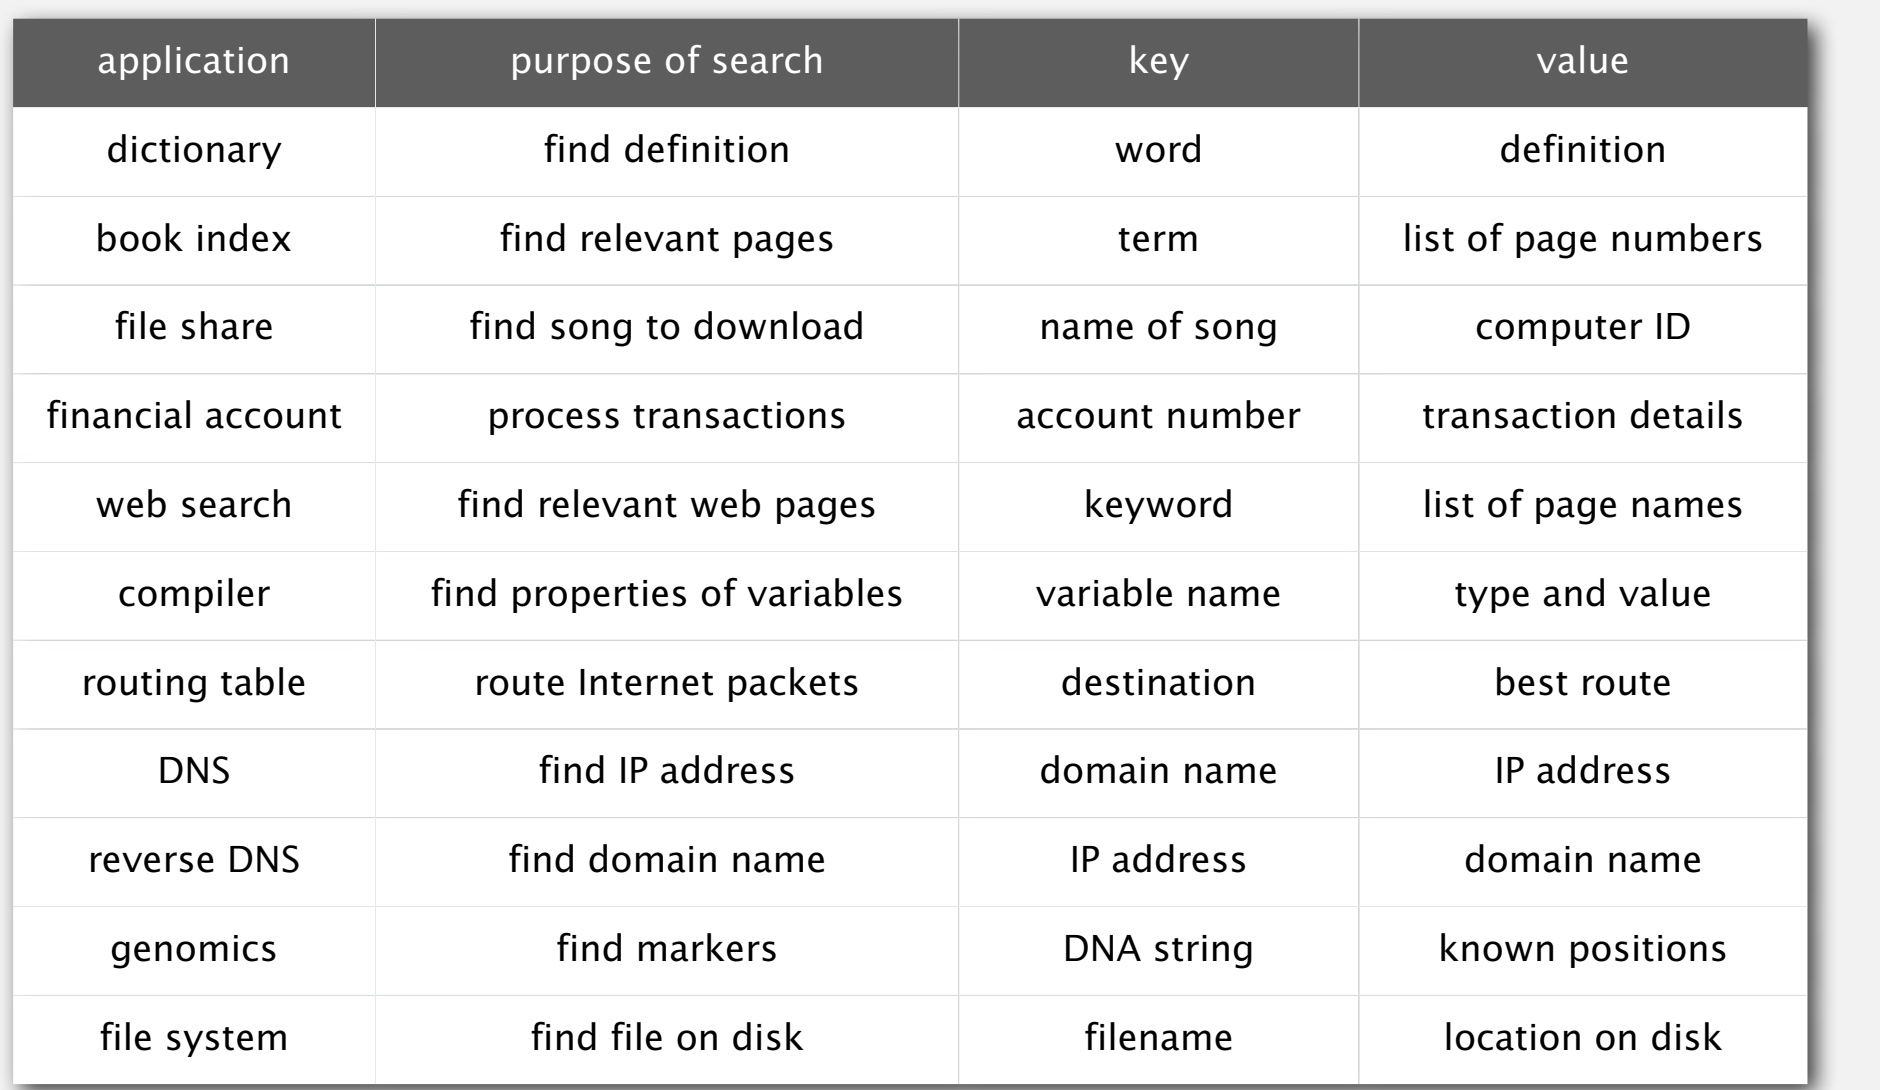 application purpose of search key value
dictionary find definition word definition
book index find relevant pages term list of page numbers
file share find song to download name of song computer ID
financial account process transactions account number transaction details
web search find relevant web pages keyword list of page names
compiler find properties of variables variable name type and value
routing table route Internet packets destination best route
DNS find IP address domain name IP address
reverse DNS find domain name IP address domain name
genomics find markers DNA string known positions
file system find file on disk filename location on disk